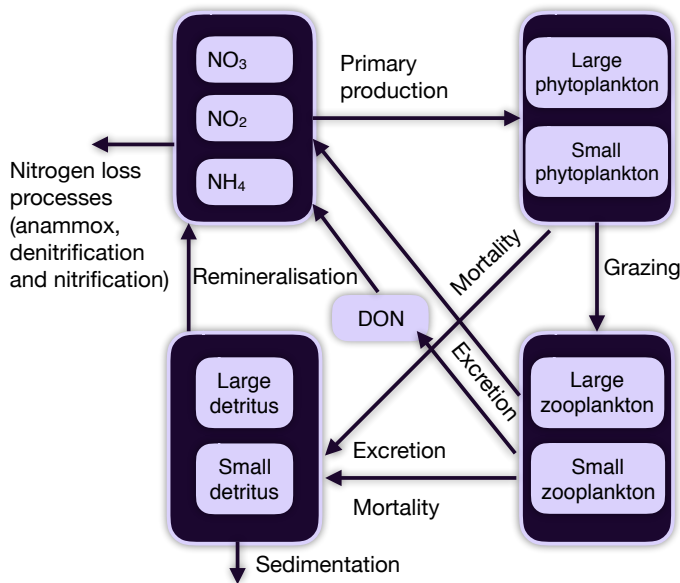 NO₃
NO₂
NH₄
Primary
production
Large
phytoplankton
Small
phytoplankton
Nitrogen loss
processes
(anammox,
denitrification
and nitrification)
Remineralisation
Mortality
Grazing
DON
Excretion
Large
detritus
Small
detritus
Excretion
Mortality
Large
zooplankton
Small
zooplankton
Sedimentation